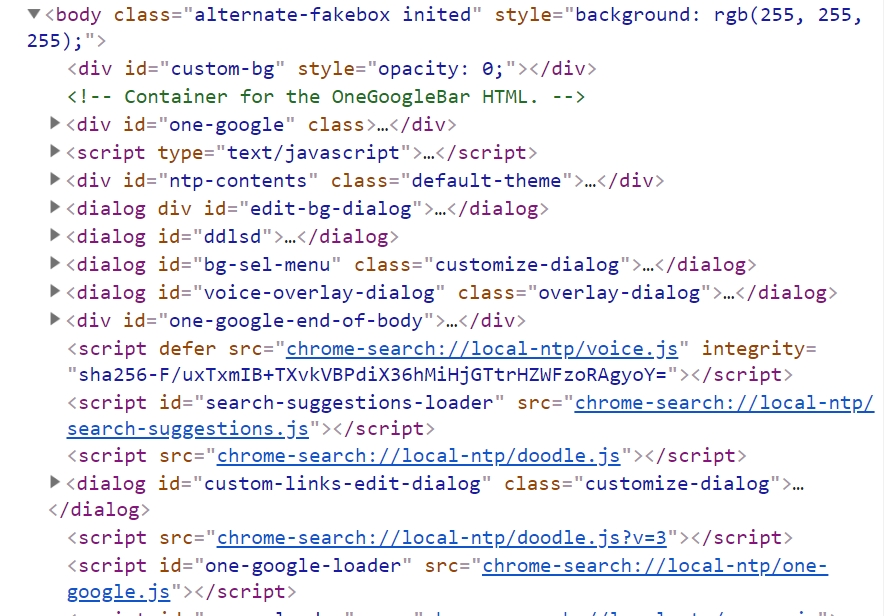 ▼<body class="alternate-fakebox inited" style="background: rgb(255, 255,
255);">
<div id="custom-bg" style="opacity: 0;"></div>
<!-- Container for the OneGoogleBar HTML. -->
▶<div id="one-google" class>…</div>
▶<script type="text/javascript">…</script>
▶<div id="ntp-contents" class="default-theme">…</div>
▶<dialog div id="edit-bg-dialog">…</dialog>
▶<dialog id="ddlsd">…</dialog>
▶<dialog id="bg-sel-menu" class="customize-dialog">…</dialog>
▶<dialog id="voice-overlay-dialog" class="overlay-dialog">…</dialog>
▶<div id="one-google-end-of-body">…</div>
<script defer src="chrome-search://local-ntp/voice.js" integrity=
"sha256-F/uxTxmIB+TXvkVBPdiX36hMiHjGTtrHZWFzoRAgyoY="></script>
<script id="search-suggestions-loader" src="chrome-search://local-ntp/
search-suggestions.js"></script>
<script src="chrome-search://local-ntp/doodle.js"></script>
▶<dialog id="custom-links-edit-dialog" class="customize-dialog">…
</dialog>
<script src="chrome-search://local-ntp/doodle.js?v=3"></script>
<script id="one-google-loader" src="chrome-search://local-ntp/one-
google.js"></script>